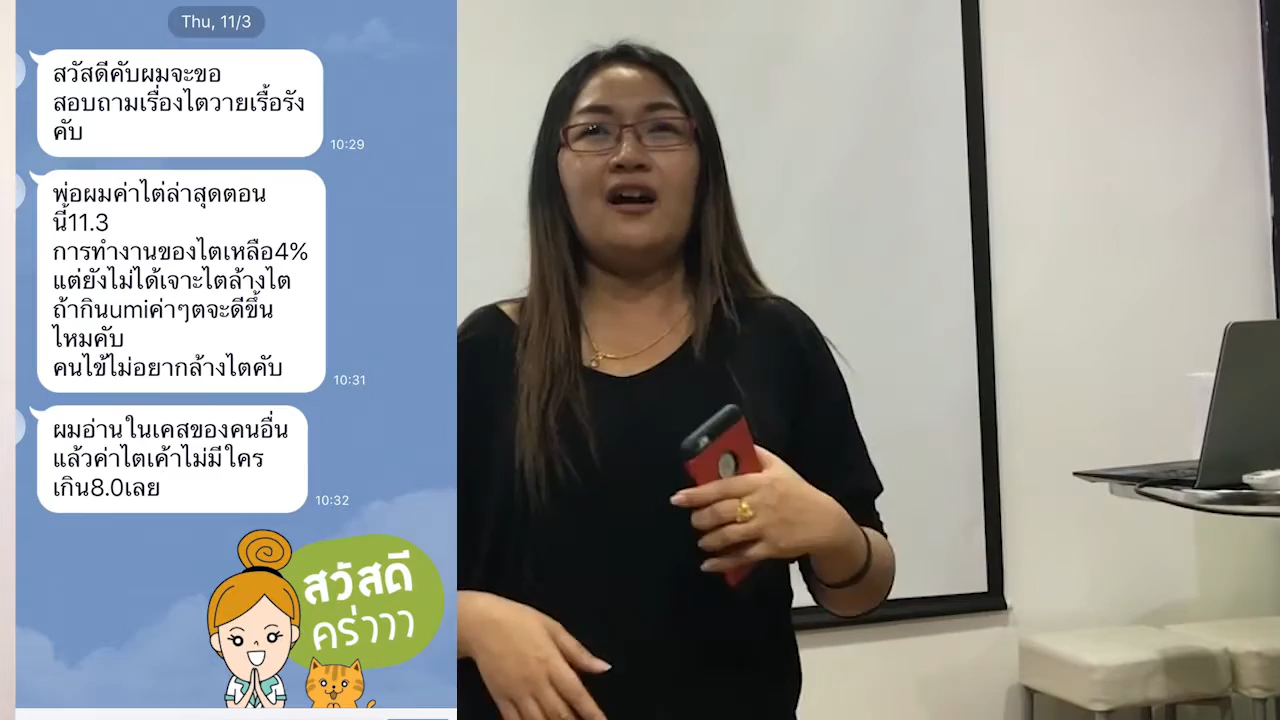 Thu, 11/3
สวัสดีคับผมจะขอ
สอบถามเรื่องไตวายเรื้อรัง
คับ
10:29
พ่อผมค่าไต่ล่าสุดตอน
นี้11.3
การทำงานของไตเหลือ4%
แต่ยังไม่ได้เจาะไตล้างไต
ถ้ากินumiค่าๆตจะดีขึ้น
ไหมคับ
คนไข้ไม่อยากล้างไตคับ
10:31
ผมอ่านในเคสของคนอื่น
แล้วค่าไตเค้าไม่มีใคร
เกิน8.0เลย
10:32
สวัสดี
คร่าาา